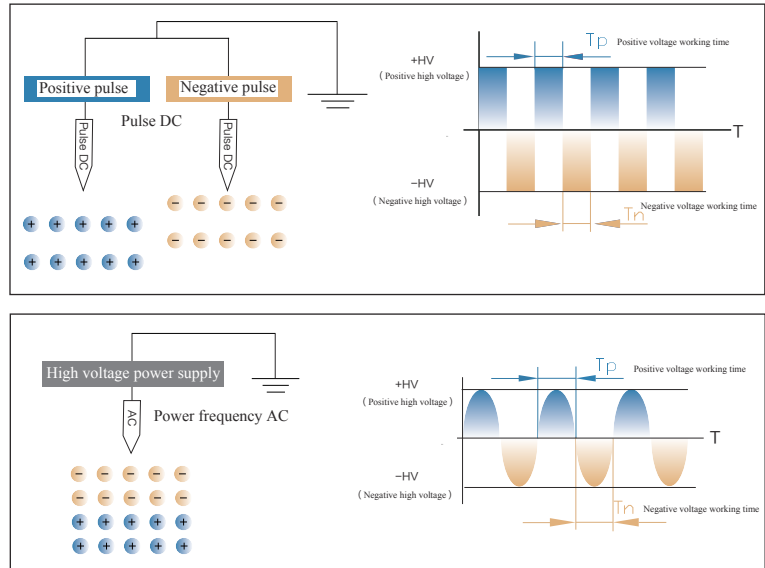 Positive pulse
Negative pulse
Pulse DC
Pulse DC
Pulse DC
+ + + + +
+ + + + +
− − − − −
− − − − −
Tp Positive voltage working time
+HV
( Positive high voltage )
T
−HV
( Negative high voltage )
Tn Negative voltage working time
High voltage power supply
AC
Power frequency AC
− − − − −
− − − − −
+ + + + +
+ + + + +
Tp Positive voltage working time
+HV
( Positive high voltage )
T
−HV
( Negative high voltage )
Tn Negative voltage working time